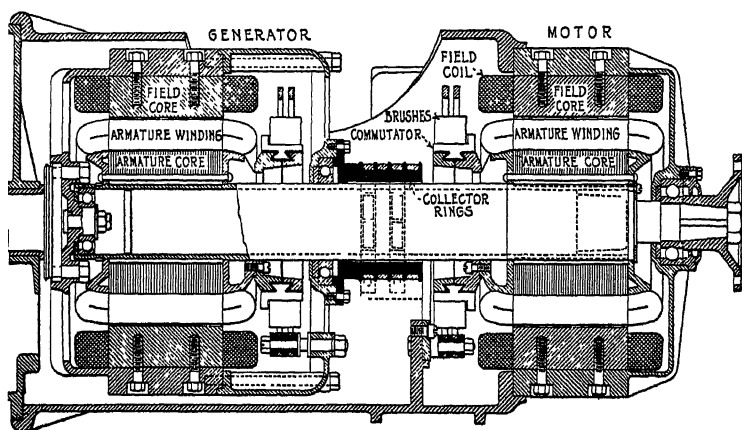 GENERATOR
MOTOR
FIELD
COIL
FIELD
CORE
FIELD
CORE
BRUSHES
COMMUTATOR
ARMATURE WINDING
ARMATURE WINDING
ARMATURE CORE
ARMATURE CORE
COLLECTOR
RINGS